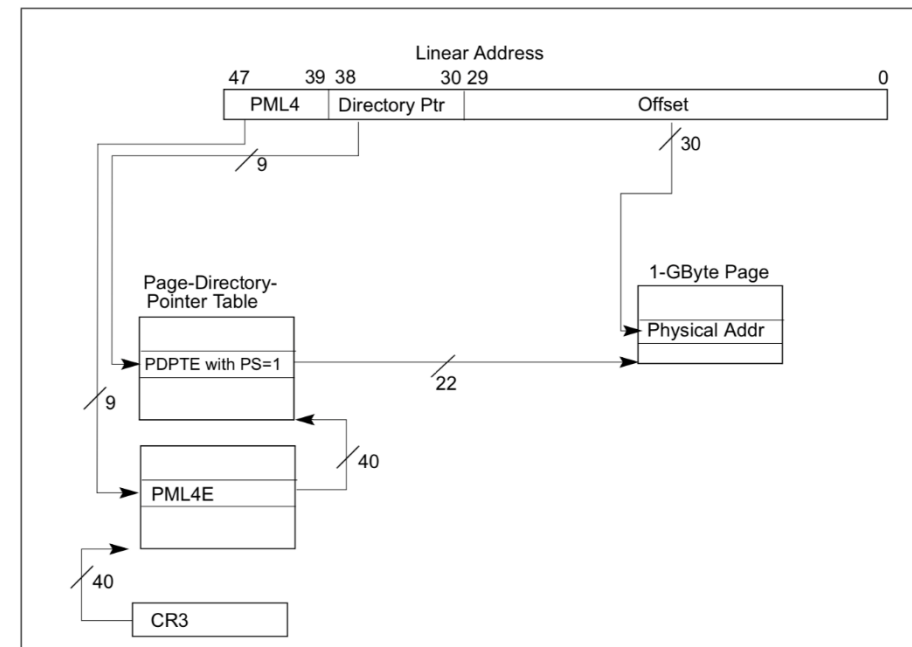 Linear Address
47 39 38 30 29 0
PML4 Directory Ptr Offset
9
30
1-GByte Page
Page-Directory-
Pointer Table
Physical Addr
PDPTE with PS=1
22
9
40
PML4E
40
CR3